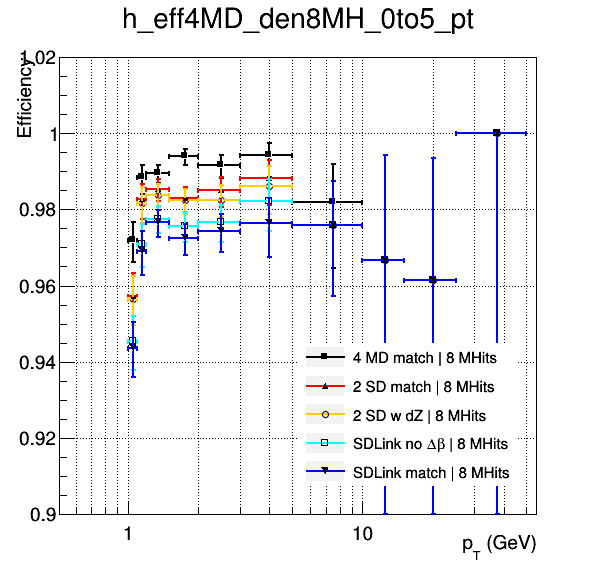 h_eff4MD_den8MH_0to5_pt
Efficiency
1.02
1
0.98
0.96
0.94
0.92
0.9
4 MD match | 8 MHits
2 SD match | 8 MHits
2 SD w dZ | 8 MHits
SDLink no Δβ | 8 MHits
SDLink match | 8 MHits
1
10
p_T (GeV)